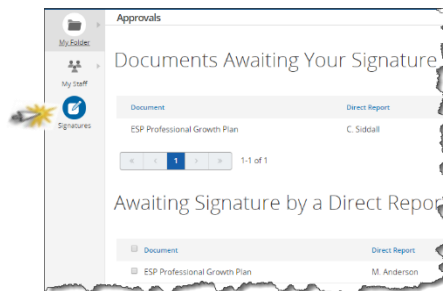 Approvals
My Folder
My Staff
Signatures
Documents Awaiting Your Signature
Document Direct Report
ESP Professional Growth Plan C. Siddall
« ‹ 1 › » 1-1 of 1
Awaiting Signature by a Direct Repor
Document Direct Report
ESP Professional Growth Plan M. Anderson